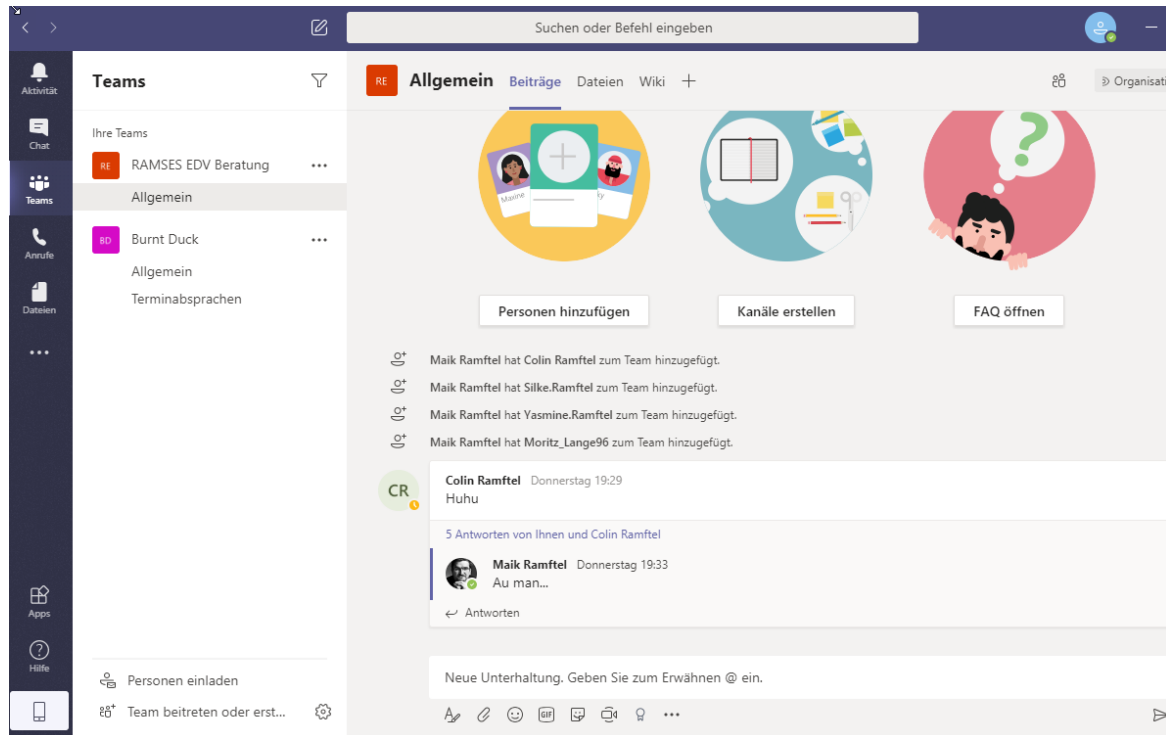 Suchen oder Befehl eingeben
Aktivität
Chat
Teams
Anrufe
Dateien
Apps
Hilfe
Teams
Ihre Teams
RE RAMSES EDV Beratung
Allgemein
BD Burnt Duck
Allgemein
Terminabsprachen
Personen einladen
Team beitreten oder erst...
RE Allgemein Beiträge Dateien Wiki
Organisati
Maxine
Personen hinzufügen
Kanäle erstellen
FAQ öffnen
Maik Ramftel hat Colin Ramftel zum Team hinzugefügt.
Maik Ramftel hat Silke.Ramftel zum Team hinzugefügt.
Maik Ramftel hat Yasmine.Ramftel zum Team hinzugefügt.
Maik Ramftel hat Moritz_Lange96 zum Team hinzugefügt.
CR
Colin Ramftel Donnerstag 19:29
Huhu
5 Antworten von Ihnen und Colin Ramftel
Maik Ramftel Donnerstag 19:33
Au man...
Antworten
Neue Unterhaltung. Geben Sie zum Erwähnen @ ein.
GIF